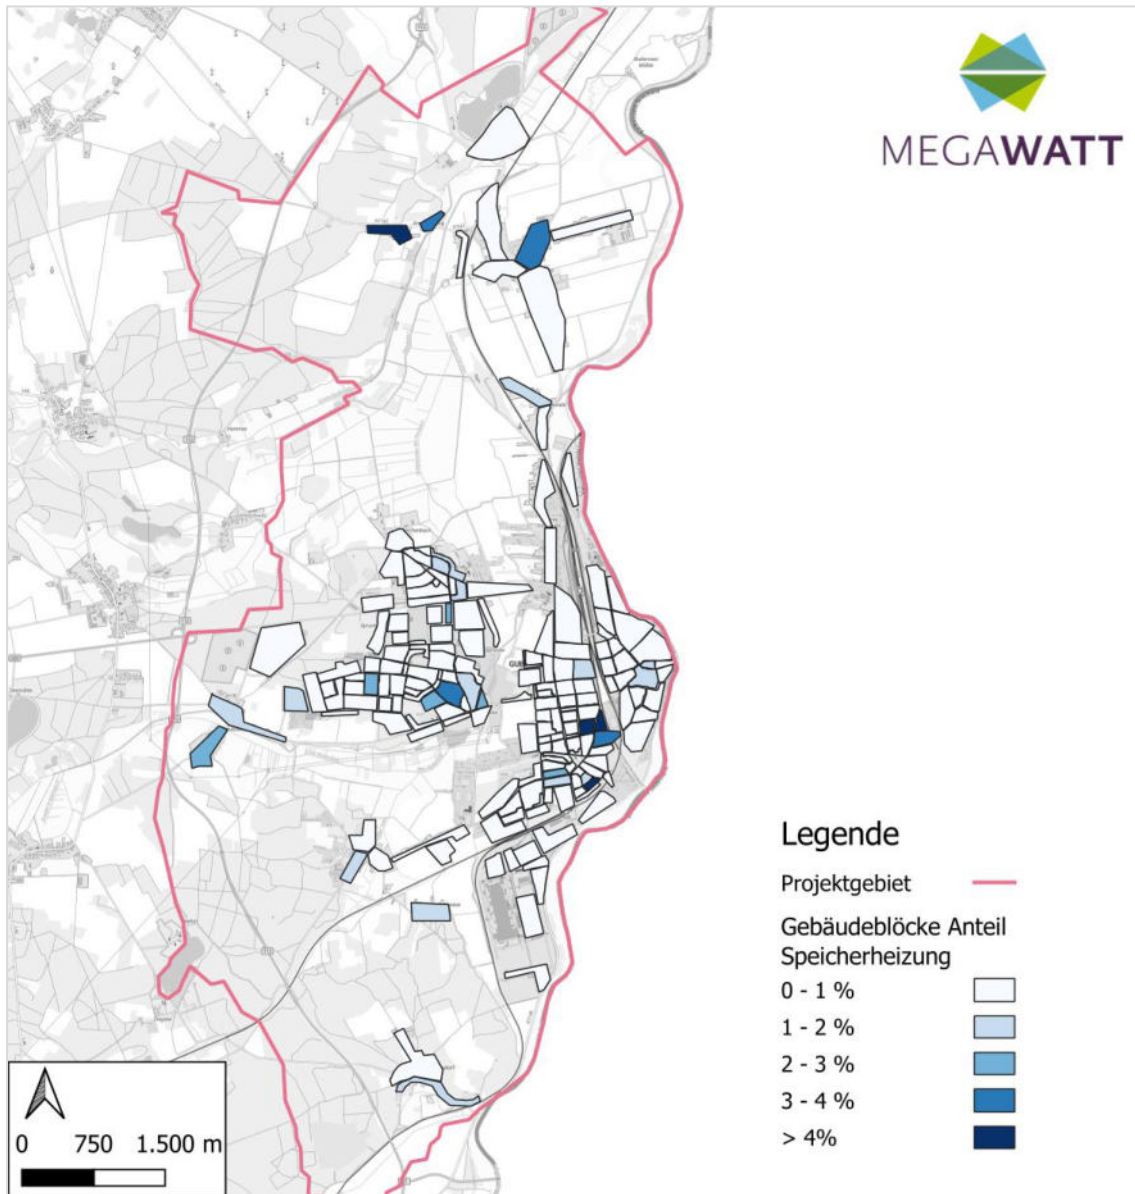 MEGAWATT
GUB
Legende
Projektgebiet
Gebäudeblöcke Anteil
Speicherheizung
0 - 1 %
1 - 2 %
2 - 3 %
3 - 4 %
> 4%
0 750 1.500 m